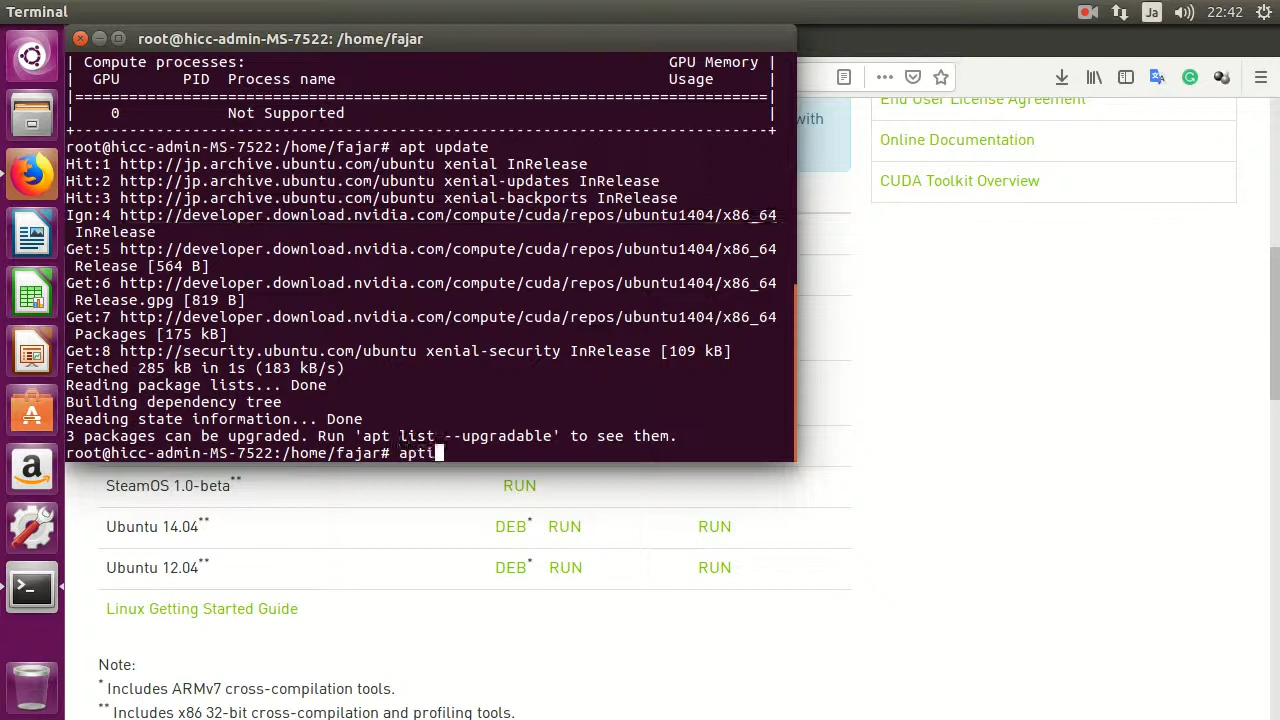 Terminal
Ja
22:42
root@hicc-admin-MS-7522: /home/fajar
| Compute processes: GPU Memory |
| GPU PID Process name Usage |
|=============================================================================|
| 0 Not Supported |
+-----------------------------------------------------------------------------+
root@hicc-admin-MS-7522:/home/fajar# apt update
Hit:1 http://jp.archive.ubuntu.com/ubuntu xenial InRelease
Hit:2 http://jp.archive.ubuntu.com/ubuntu xenial-updates InRelease
Hit:3 http://jp.archive.ubuntu.com/ubuntu xenial-backports InRelease
Ign:4 http://developer.download.nvidia.com/compute/cuda/repos/ubuntu1404/x86_64
InRelease
Get:5 http://developer.download.nvidia.com/compute/cuda/repos/ubuntu1404/x86_64
Release [564 B]
Get:6 http://developer.download.nvidia.com/compute/cuda/repos/ubuntu1404/x86_64
Release.gpg [819 B]
Get:7 http://developer.download.nvidia.com/compute/cuda/repos/ubuntu1404/x86_64
Packages [175 kB]
Get:8 http://security.ubuntu.com/ubuntu xenial-security InRelease [109 kB]
Fetched 285 kB in 1s (183 kB/s)
Reading package lists... Done
Building dependency tree
Reading state information... Done
3 packages can be upgraded. Run 'apt list --upgradable' to see them.
root@hicc-admin-MS-7522:/home/fajar# apti
with
End User License Agreement
Online Documentation
CUDA Toolkit Overview
SteamOS 1.0-beta** RUN
Ubuntu 14.04** DEB* RUN RUN
Ubuntu 12.04** DEB* RUN RUN
Linux Getting Started Guide
Note:
* Includes ARMv7 cross-compilation tools.
** Includes x86 32-bit cross-compilation and profiling tools.